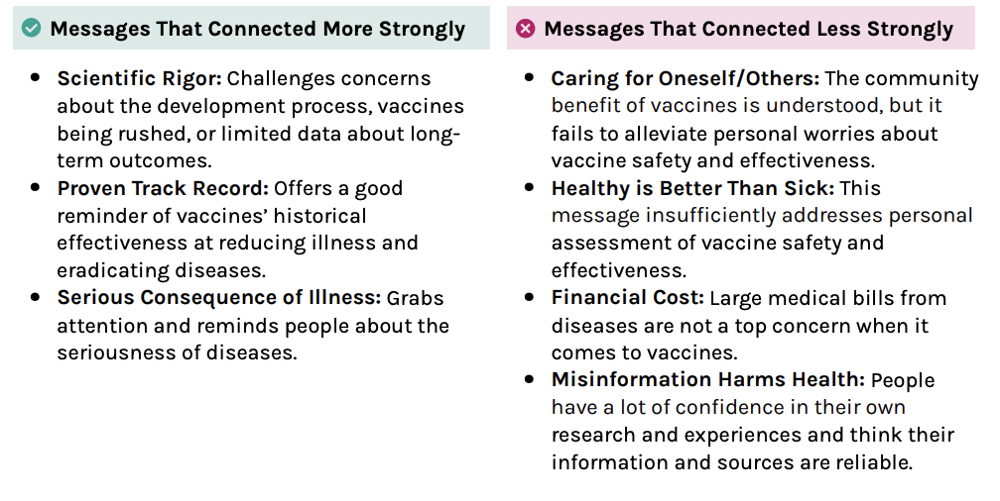 Messages That Connected More Strongly
• Scientific Rigor: Challenges concerns
about the development process, vaccines
being rushed, or limited data about long-
term outcomes.
• Proven Track Record: Offers a good
reminder of vaccines’ historical
effectiveness at reducing illness and
eradicating diseases.
• Serious Consequence of Illness: Grabs
attention and reminds people about the
seriousness of diseases.
Messages That Connected Less Strongly
• Caring for Oneself/Others: The community
benefit of vaccines is understood, but it
fails to alleviate personal worries about
vaccine safety and effectiveness.
• Healthy is Better Than Sick: This
message insufficiently addresses personal
assessment of vaccine safety and
effectiveness.
• Financial Cost: Large medical bills from
diseases are not a top concern when it
comes to vaccines.
• Misinformation Harms Health: People
have a lot of confidence in their own
research and experiences and think their
information and sources are reliable.